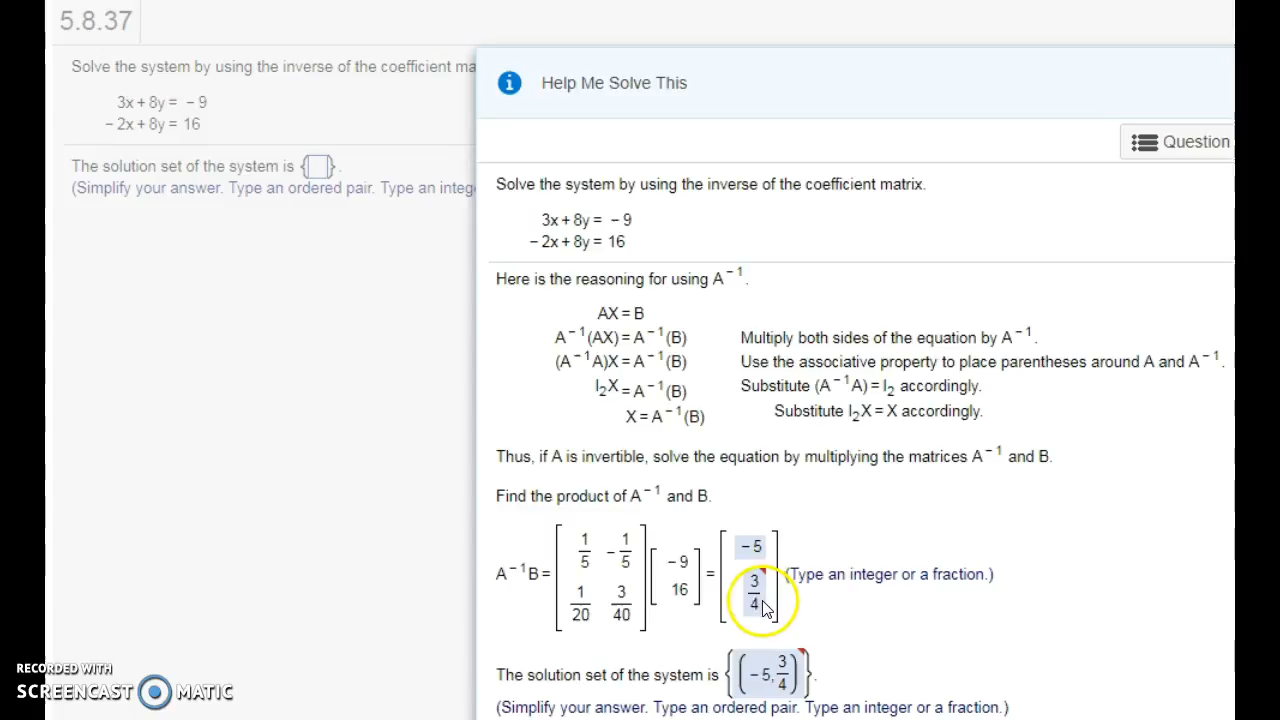 5.8.37
Solve the system by using the inverse of the coefficient ma
3x + 8y = - 9
- 2x + 8y = 16
The solution set of the system is { }.
(Simplify your answer. Type an ordered pair. Type an integ
Help Me Solve This
Question
Solve the system by using the inverse of the coefficient matrix.
3x + 8y = - 9
- 2x + 8y = 16
Here is the reasoning for using A⁻¹.
AX = B
A⁻¹(AX) = A⁻¹(B) Multiply both sides of the equation by A⁻¹.
(A⁻¹A)X = A⁻¹(B) Use the associative property to place parentheses around A and A⁻¹.
I₂X = A⁻¹(B) Substitute (A⁻¹A) = I₂ accordingly.
X = A⁻¹(B) Substitute I₂X = X accordingly.
Thus, if A is invertible, solve the equation by multiplying the matrices A⁻¹ and B.
Find the product of A⁻¹ and B.
A⁻¹B = [1/5 -1/5; 1/20 3/40] [-9; 16] = [-5; 3/4] (Type an integer or a fraction.)
The solution set of the system is {(-5, 3/4)}.
(Simplify your answer. Type an ordered pair. Type an integer or a fraction.)
RECORDED WITH
SCREENCAST MATIC